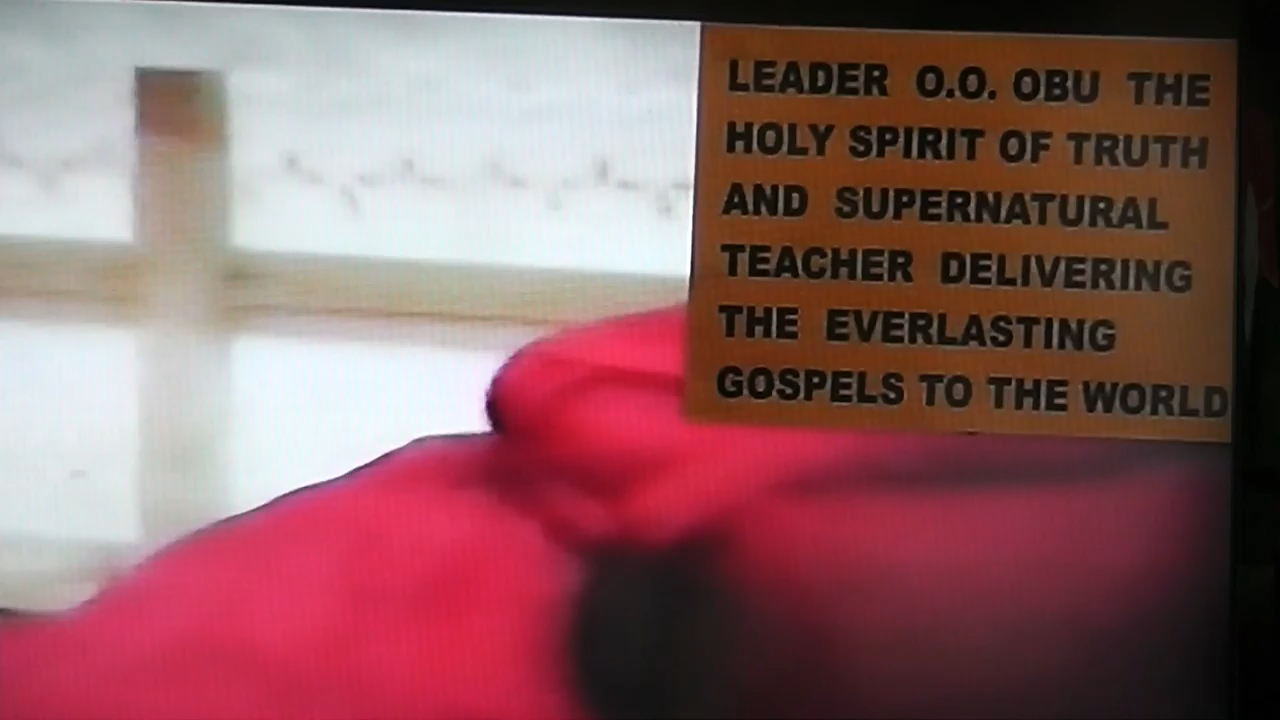 LEADER O.O. OBU THE
HOLY SPIRIT OF TRUTH
AND SUPERNATURAL
TEACHER DELIVERING
THE EVERLASTING
GOSPELS TO THE WORLD